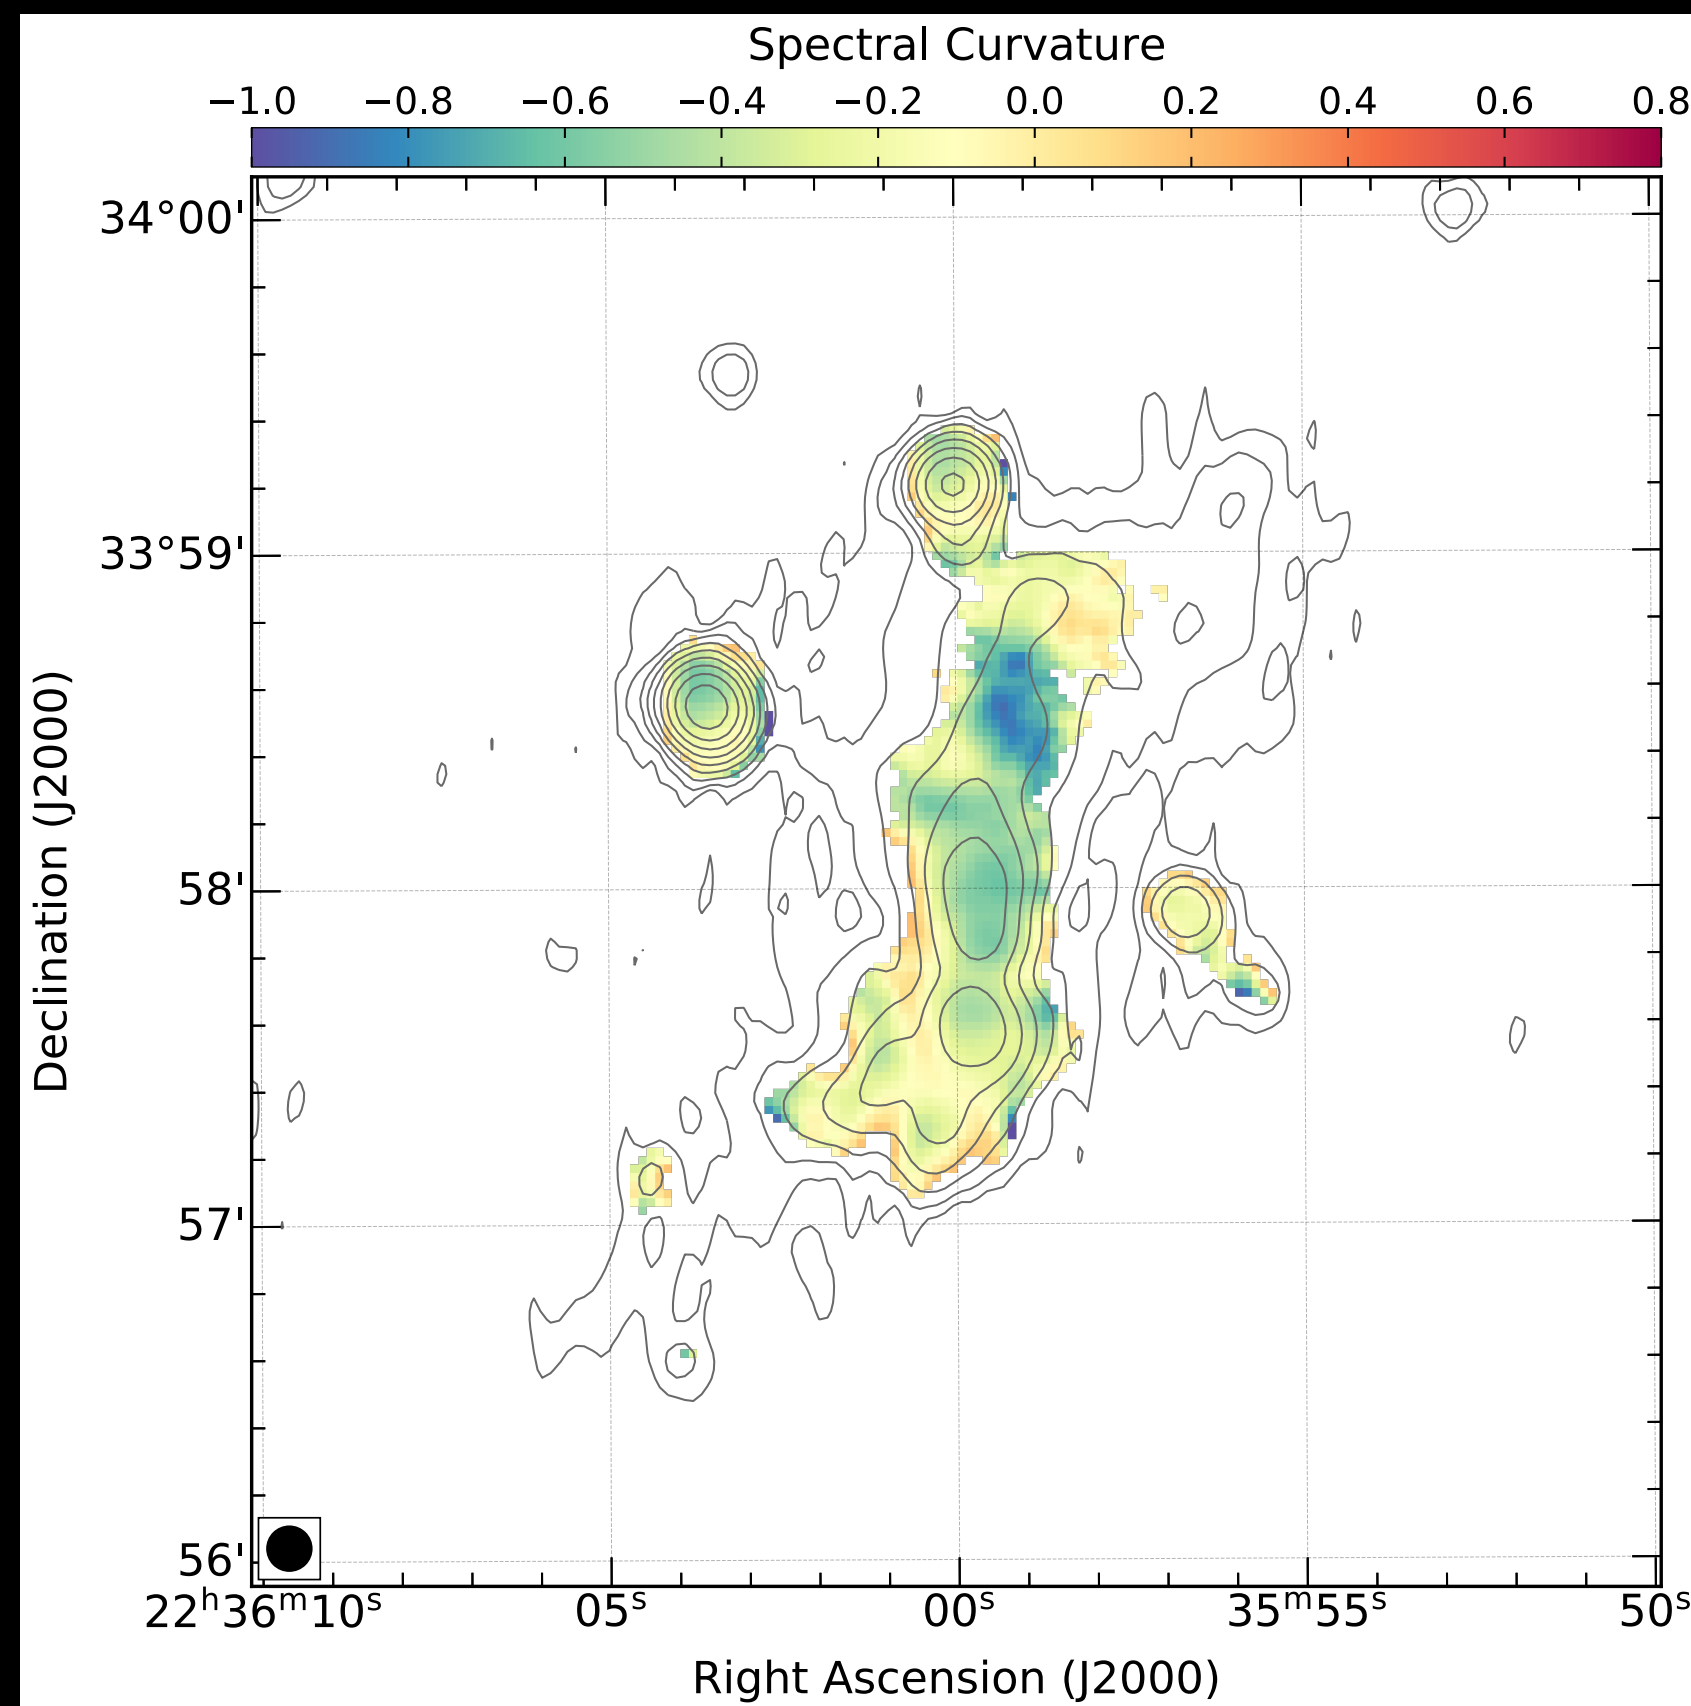 Spectral Curvature
−1.0 −0.8 −0.6 −0.4 −0.2 0.0 0.2 0.4 0.6 0.8
34°00'
33°59'
58'
57'
56'
Declination (J2000)
22ʰ36ᵐ10ˢ 05ˢ 00ˢ 35ᵐ55ˢ 50ˢ
Right Ascension (J2000)